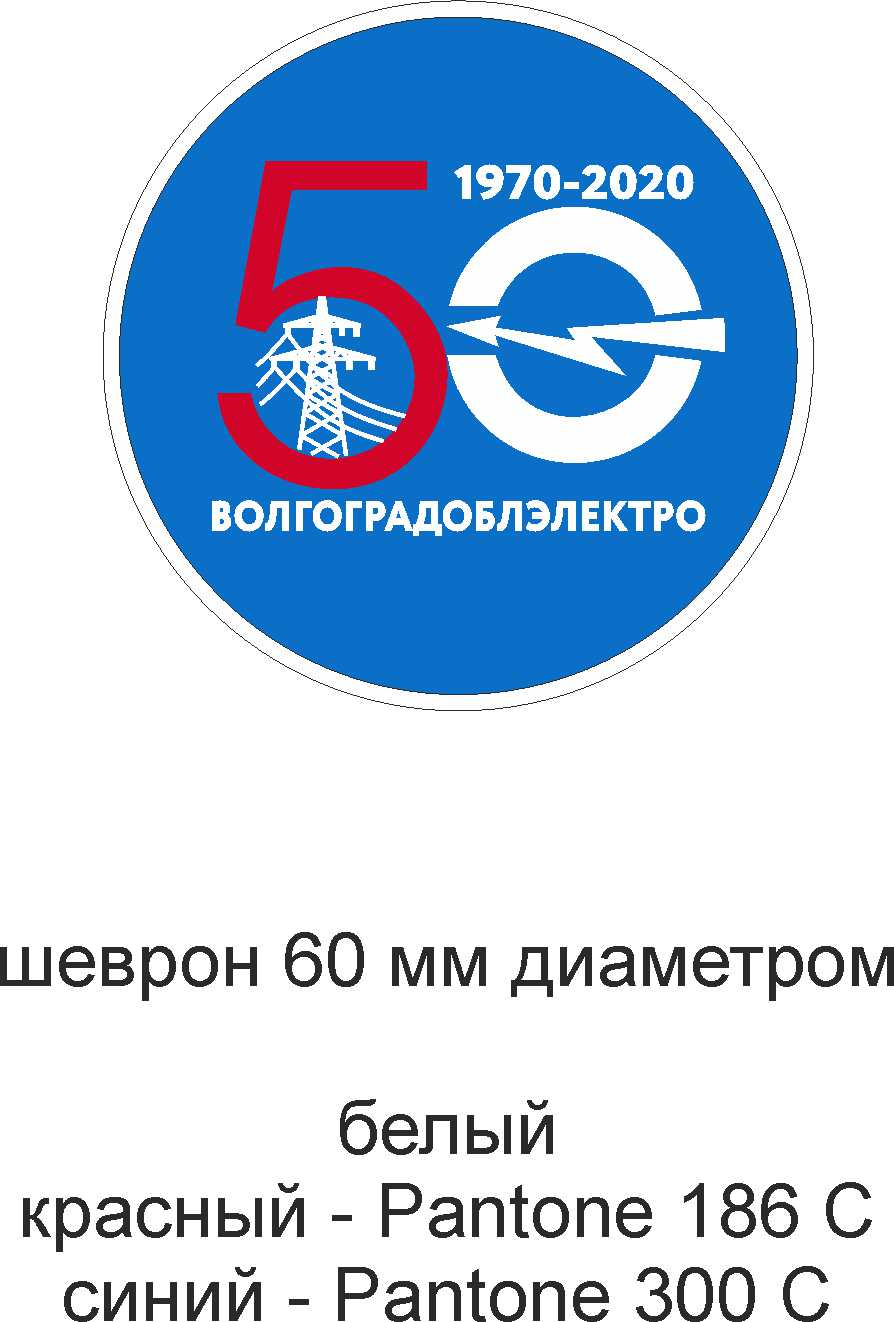 50
1970-2020
ВОЛГОГРАДОБЛЭЛЕКТРО
шеврон 60 мм диаметром
белый
красный - Pantone 186 C
синий - Pantone 300 C